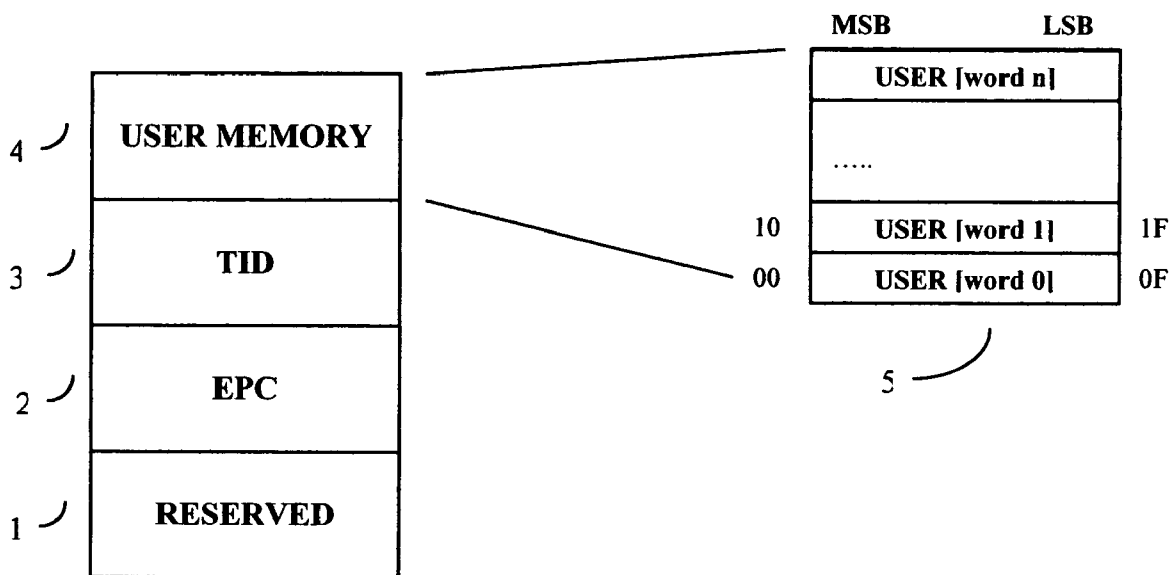 MSB LSB
USER [word n]
USER MEMORY
4
.....
10 USER [word 1] 1F
TID
3
00 USER [word 0] 0F
EPC
2
5
RESERVED
1